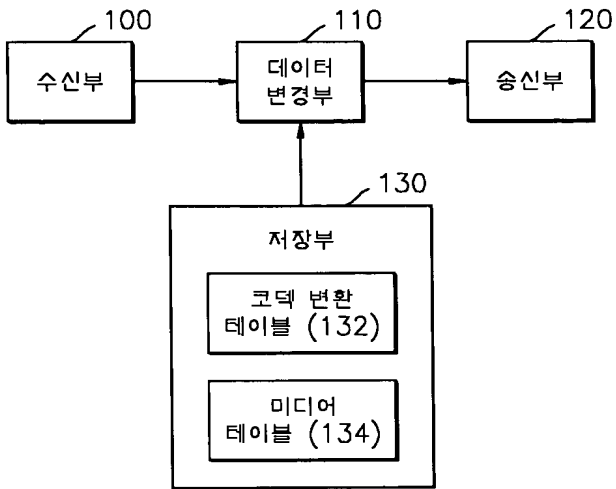 100
110
120
수신부
데이터
변경부
송신부
130
저장부
코덱 변환
테이블 (132)
미디어
테이블 (134)